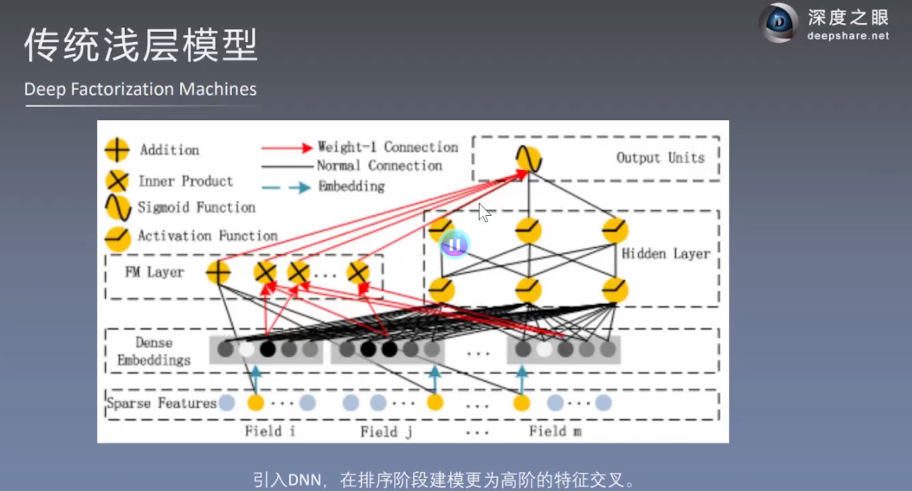 深度之眼
deepshare.net
传统浅层模型
Deep Factorization Machines
Addition
Inner Product
Sigmoid Function
Activation Function
Weight-1 Connection
Normal Connection
Embedding
Output Units
Hidden Layer
FM Layer
...
Dense
Embeddings
...
Sparse Features
... ... ... ...
Field i Field j ... Field m
引入DNN，在排序阶段建模更为高阶的特征交叉。